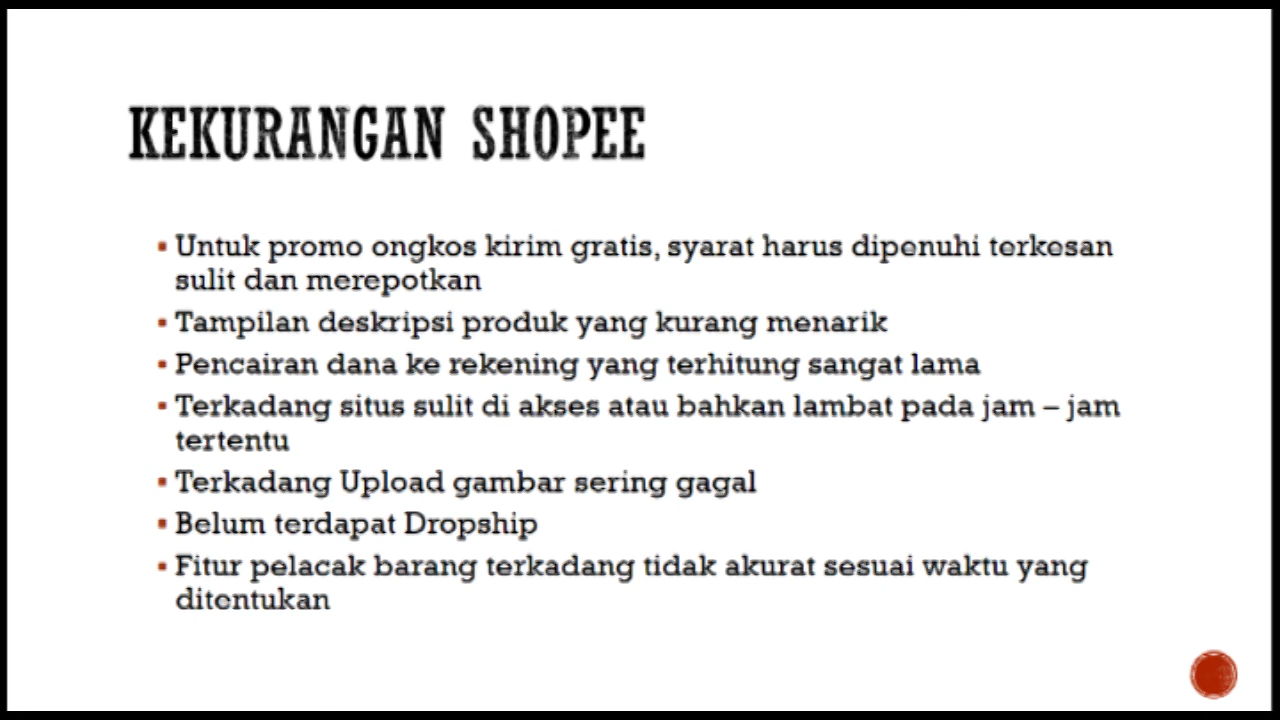 KEKURANGAN SHOPEE
Untuk promo ongkos kirim gratis, syarat harus dipenuhi terkesan
sulit dan merepotkan
Tampilan deskripsi produk yang kurang menarik
Pencairan dana ke rekening yang terhitung sangat lama
Terkadang situs sulit di akses atau bahkan lambat pada jam – jam
tertentu
Terkadang Upload gambar sering gagal
Belum terdapat Dropship
Fitur pelacak barang terkadang tidak akurat sesuai waktu yang
ditentukan